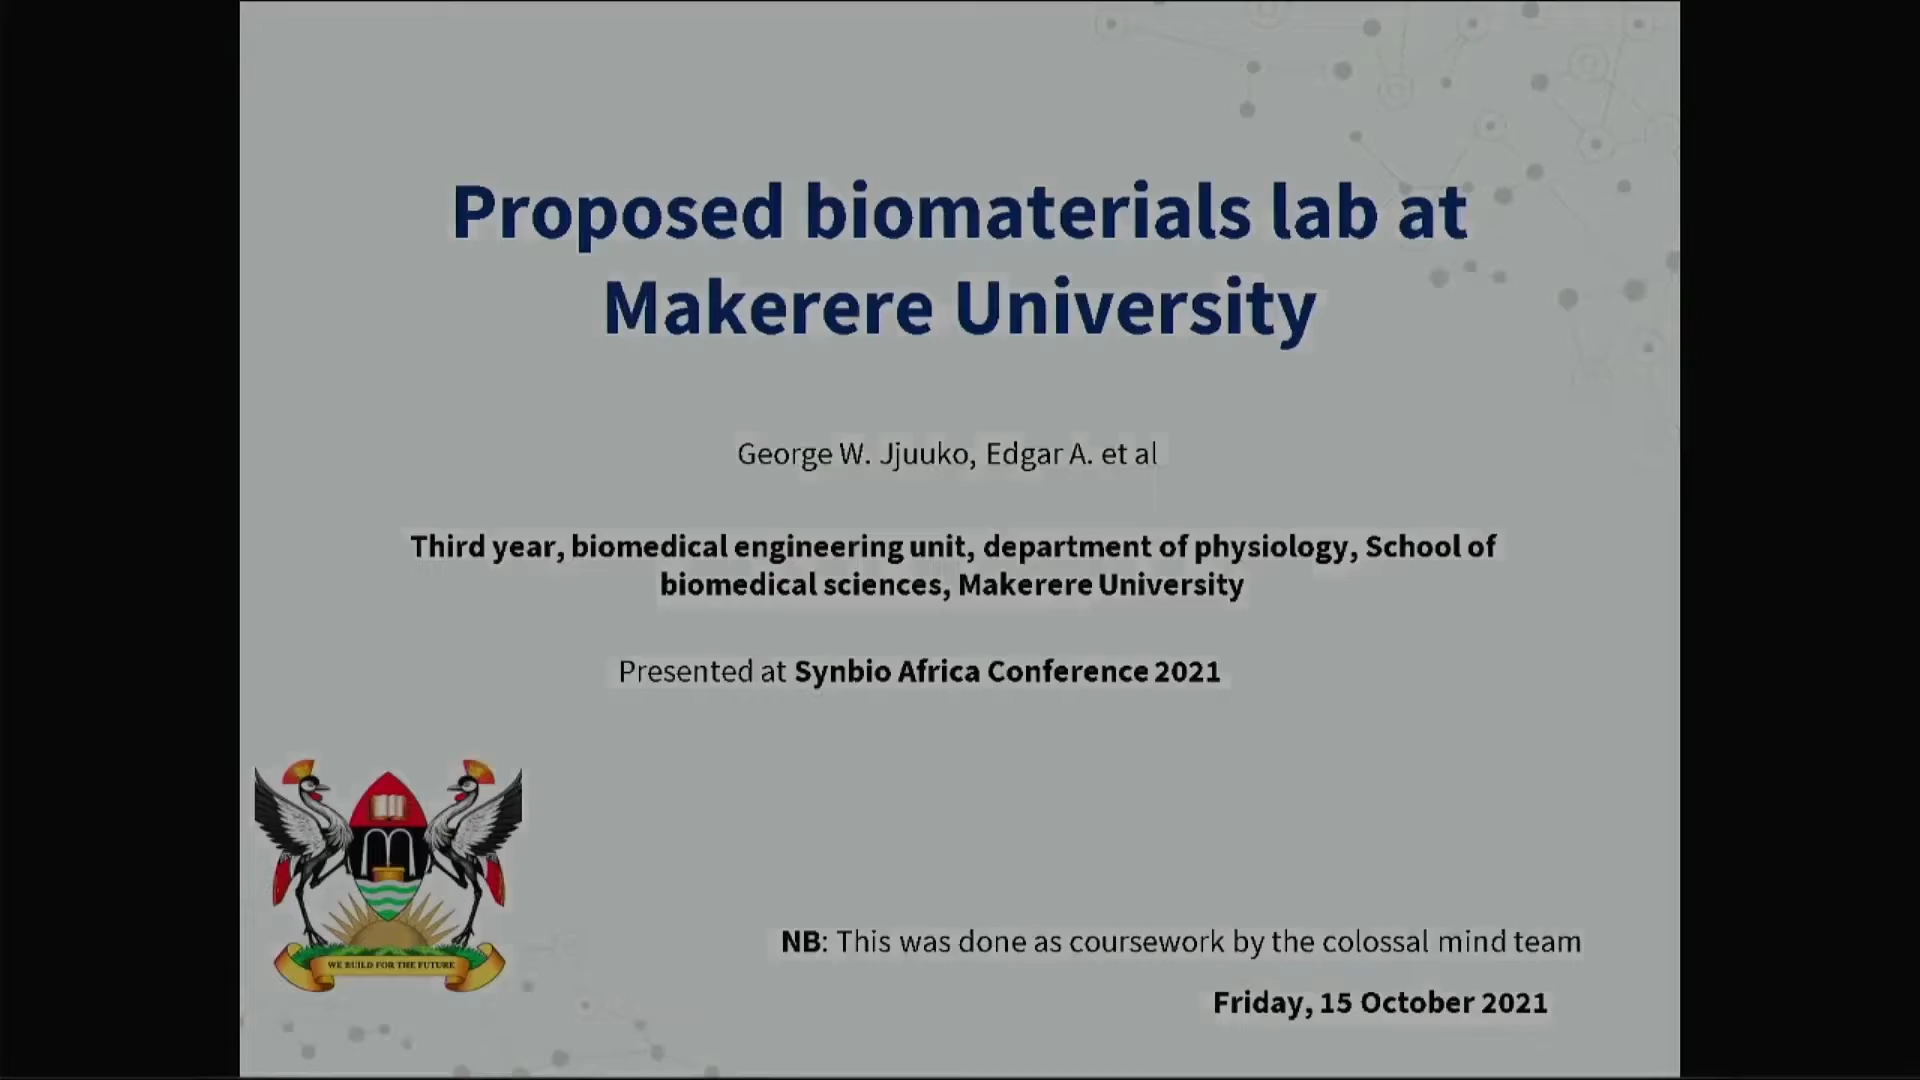 Proposed biomaterials lab at
Makerere University
George W. Jjuuko, Edgar A. et al
Third year, biomedical engineering unit, department of physiology, School of
biomedical sciences, Makerere University
Presented at Synbio Africa Conference 2021
WE BUILD FOR THE FUTURE
NB: This was done as coursework by the colossal mind team
Friday, 15 October 2021